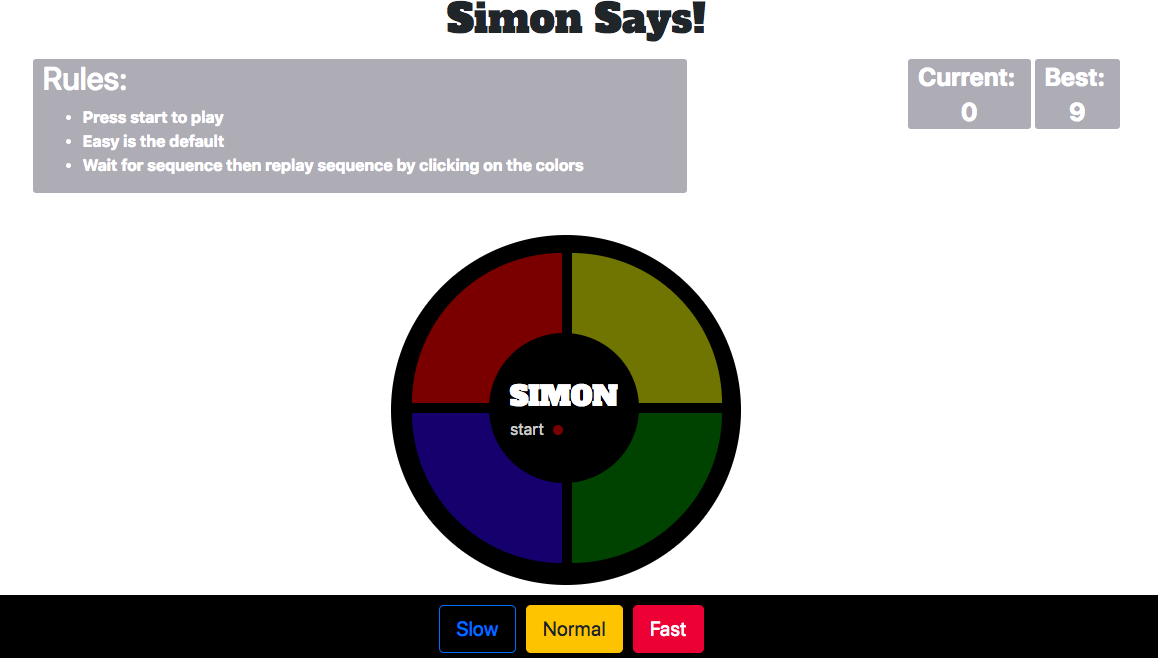 Simon Says!
Rules:
Press start to play
Easy is the default
Wait for sequence then replay sequence by clicking on the colors
Current:
0
Best:
9
SIMON
start
Slow
Normal
Fast